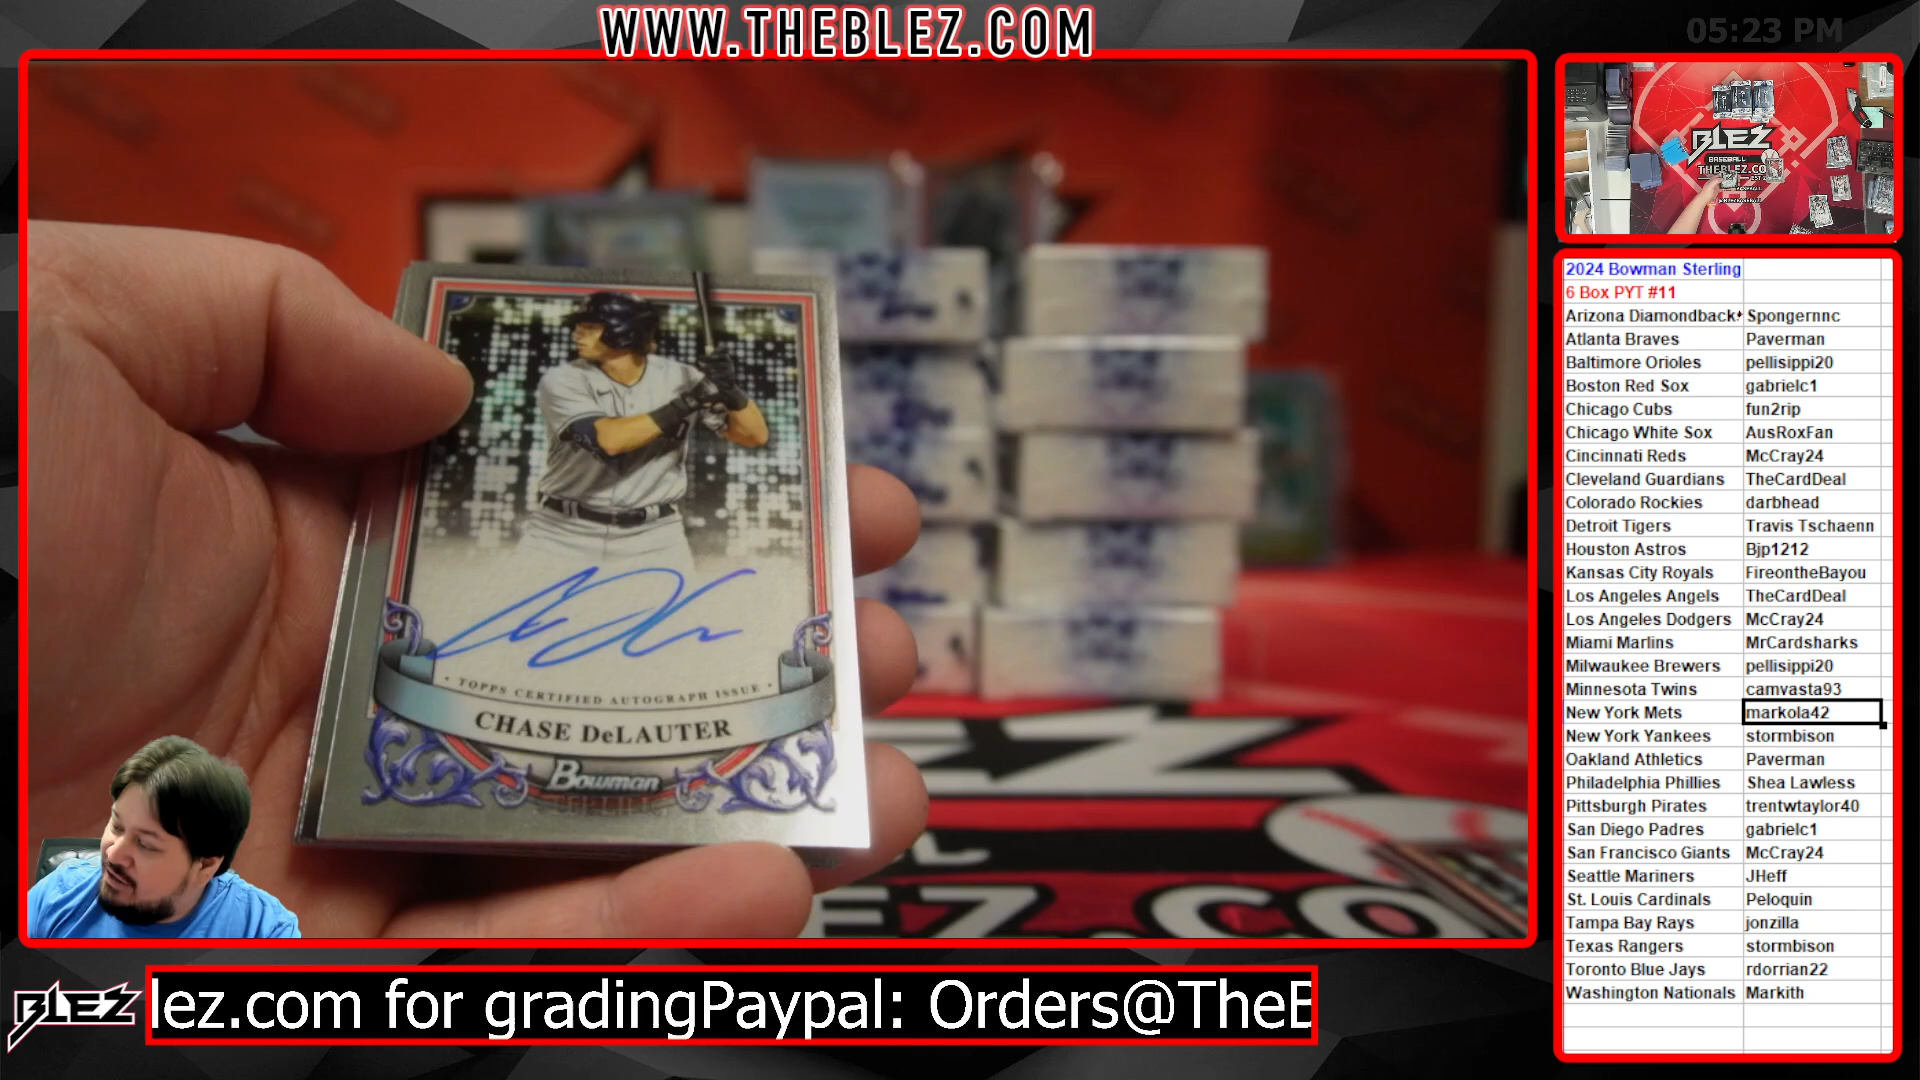 WWW.THEBLEZ.COM
05:23 PM
BLEZ
BASEBALL
THEBLEZ.CO
TOPPS CERTIFIED AUTOGRAPH ISSUE
CHASE DeLAUTER
Bowman
2024 Bowman Sterling
6 Box PYT #11
Arizona Diamondback Spongernnc
Atlanta Braves Paverman
Baltimore Orioles pellisippi20
Boston Red Sox gabrielc1
Chicago Cubs fun2rip
Chicago White Sox AusRoxFan
Cincinnati Reds McCray24
Cleveland Guardians TheCardDeal
Colorado Rockies darbhead
Detroit Tigers Travis Tschaenn
Houston Astros Bjp1212
Kansas City Royals FireontheBayou
Los Angeles Angels TheCardDeal
Los Angeles Dodgers McCray24
Miami Marlins MrCardsharks
Milwaukee Brewers pellisippi20
Minnesota Twins camvasta93
New York Mets markola42
New York Yankees stormbison
Oakland Athletics Paverman
Philadelphia Phillies Shea Lawless
Pittsburgh Pirates trentwtaylor40
San Diego Padres gabrielc1
San Francisco Giants McCray24
Seattle Mariners JHeff
St. Louis Cardinals Peloquin
Tampa Bay Rays jonzilla
Texas Rangers stormbison
Toronto Blue Jays rdorrian22
Washington Nationals Markith
BLEZ
lez.com for gradingPaypal: Orders@TheB